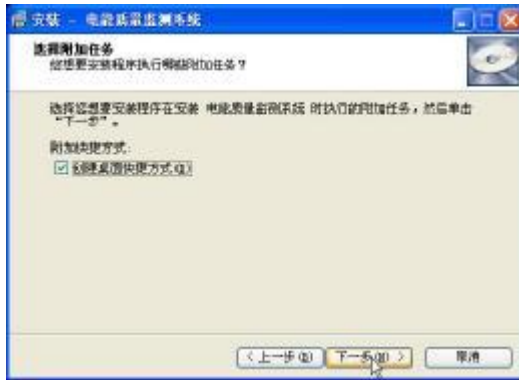 安装 - 电能质量监测系统
选择附加任务
您想要安装程序执行哪些附加任务？
选择您想要安装程序在安装 电能质量监测系统 时执行的附加任务，然后单击
“下一步”。
附加快捷方式:
创建桌面快捷方式(D)
< 上一步(B)
下一步(N) >
取消